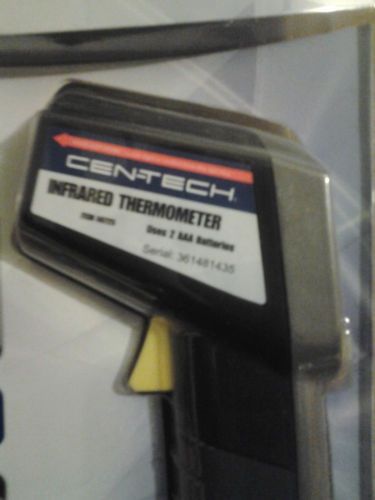 CEN-TECH
INFRARED THERMOMETER
Uses 2 AAA Batteries
Serial: 361481435